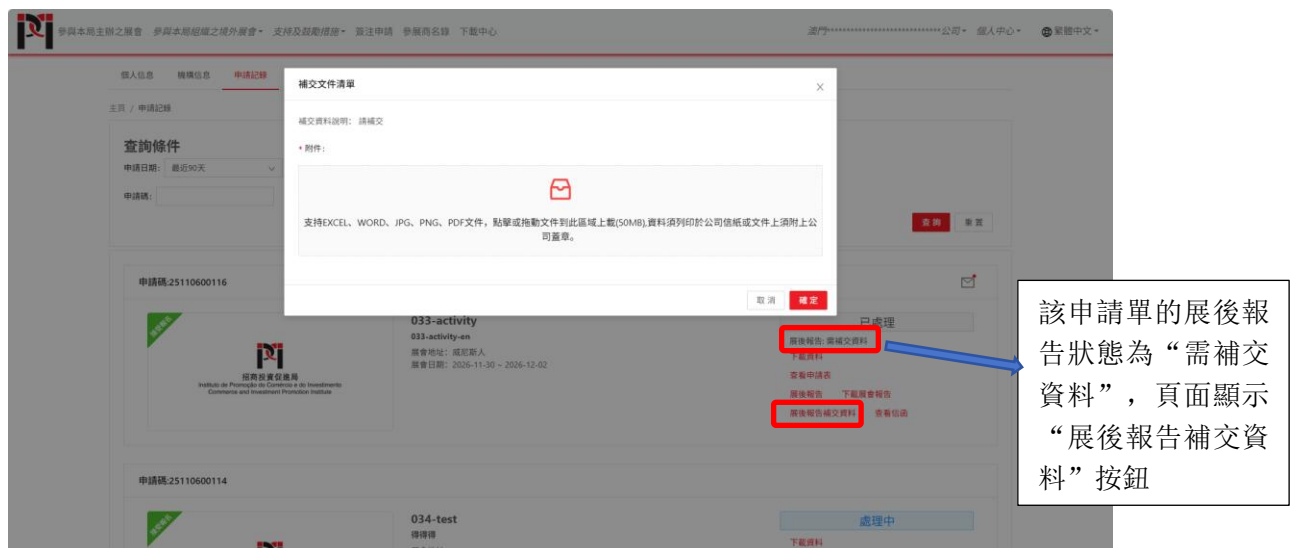 參與本局主辦之展會 參與本局組織之境外展會 支持及鼓勵措施 簽注申請 參展商名錄 下載中心 澳門****************************公司 個人中心 繁體中文
個人信息 機構信息 申請記錄
主頁 / 申請記錄
查詢條件
申請日期: 最近90天
申請碼:
查詢 重置
補交文件清單
補交資料說明: 請補交
* 附件:
支持EXCEL、WORD、JPG、PNG、PDF文件，點擊或拖動文件到此區域上載(50MB),資料須列印於公司信紙或文件上須附上公
司蓋章。
取消 確定
申請碼:25110600116
招商投資促進局
Instituto de Promoção do Comércio e do Investimento
Commerce and Investment Promotion Institute
033-activity
033-activity-en
展會地址: 威尼斯人
展會日期: 2026-11-30 ~ 2026-12-02
已處理
展後報告: 需補交資料
下載資料
查看申請表
展後報告 下載展會報告
展後報告補交資料 查看信函
該申請單的展後報
告狀態為“需補交
資料”，頁面顯示
“展後報告補交資
料”按鈕
申請碼:25110600114
034-test
得得得
處理中
下載資料